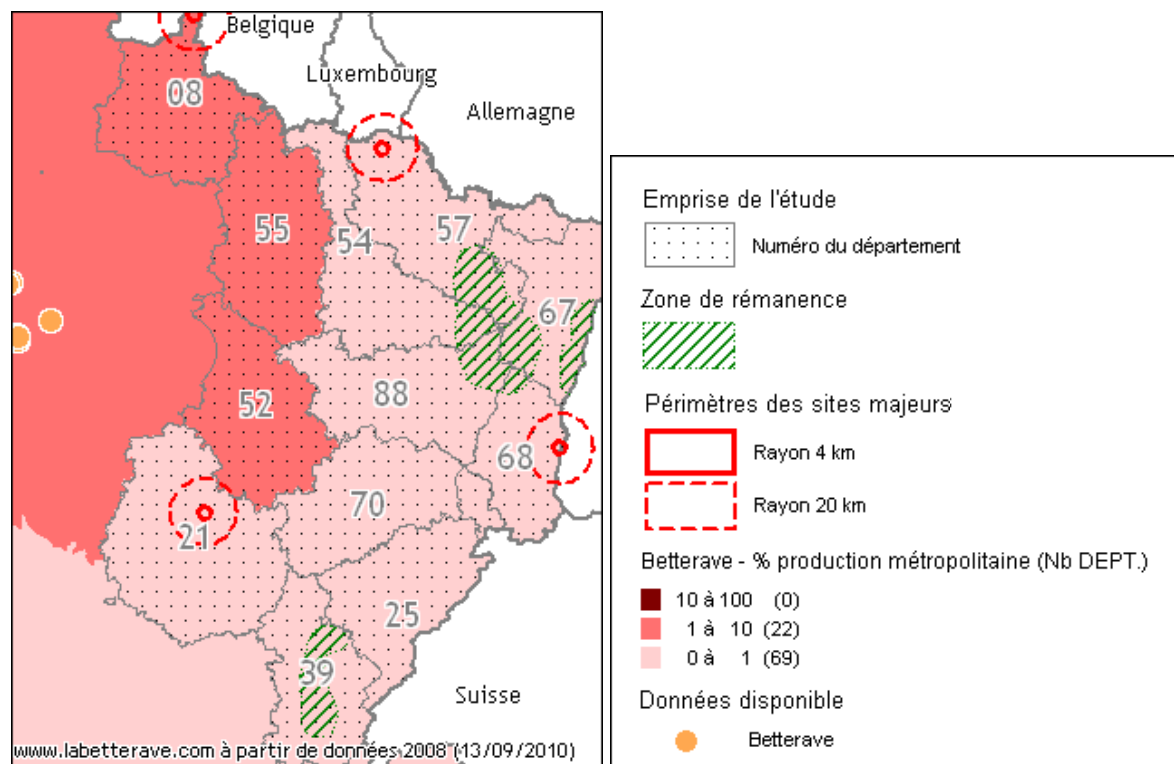 Belgique
Luxembourg
Allemagne
08
55
54
57
67
52
88
68
70
21
25
39
Suisse
www.labetterave.com à partir de données 2008 (13/09/2010)
Emprise de l'étude
Numéro du département
Zone de rémanence
Périmètres des sites majeurs
Rayon 4 km
Rayon 20 km
Betterave - % production métropolitaine (Nb DEPT.)
10 à 100 (0)
1 à 10 (22)
0 à 1 (69)
Données disponible
Betterave